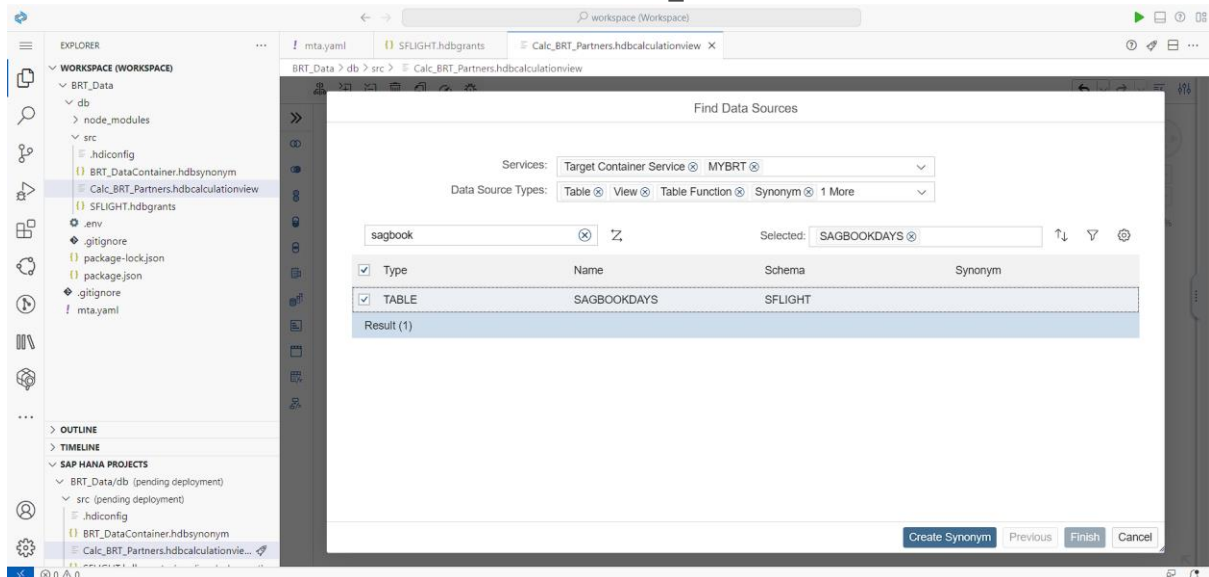 workspace (Workspace)
EXPLORER
mta.yaml
SFLIGHT.hdbgrants
Calc_BRT_Partners.hdbcalculationview
WORKSPACE (WORKSPACE)
BRT_Data > db > src > Calc_BRT_Partners.hdbcalculationview
BRT_Data
db
node_modules
src
.hdiconfig
BRT_DataContainer.hdbsynonym
Calc_BRT_Partners.hdbcalculationview
SFLIGHT.hdbgrants
.env
.gitignore
package-lock.json
package.json
.gitignore
mta.yaml
OUTLINE
TIMELINE
SAP HANA PROJECTS
BRT_Data/db (pending deployment)
src (pending deployment)
.hdiconfig
BRT_DataContainer.hdbsynonym
Calc_BRT_Partners.hdbcalculationvie...
Find Data Sources
Services: Target Container Service MYBRT
Data Source Types: Table View Table Function Synonym 1 More
sagbook Selected: SAGBOOKDAYS
Type Name Schema Synonym
TABLE SAGBOOKDAYS SFLIGHT
Result (1)
Create Synonym Previous Finish Cancel
0 0